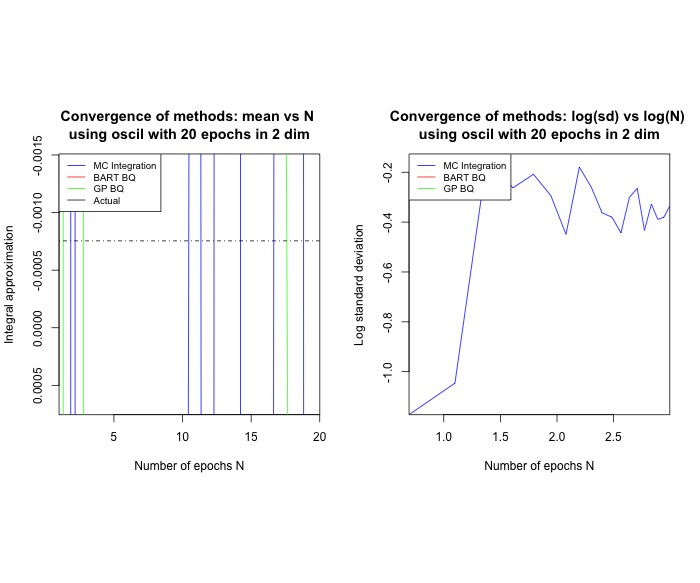 Convergence of methods: mean vs N
using oscil with 20 epochs in 2 dim
Integral approximation
-0.0015
-0.0010
-0.0005
0.0000
0.0005
MC Integration
BART BQ
GP BQ
Actual
5
10
15
20
Number of epochs N
Convergence of methods: log(sd) vs log(N)
using oscil with 20 epochs in 2 dim
Log standard deviation
-0.2
-0.4
-0.6
-0.8
-1.0
MC Integration
BART BQ
GP BQ
1.0
1.5
2.0
2.5
Number of epochs N